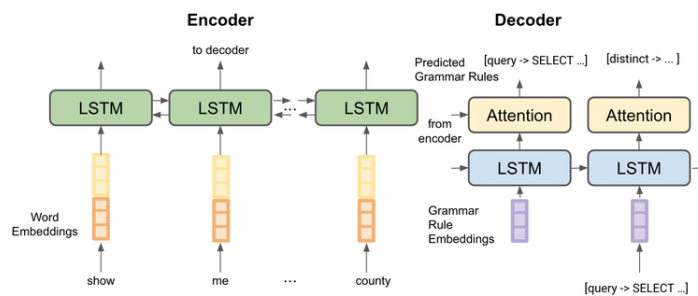 Encoder
Decoder
to decoder
Predicted
Grammar Rules
[query -> SELECT ...]
[distinct -> ... ]
LSTM
LSTM
...
LSTM
from
encoder
Attention
Attention
LSTM
LSTM
Word
Embeddings
Grammar
Rule
Embeddings
show
me
...
county
[query -> SELECT ...]